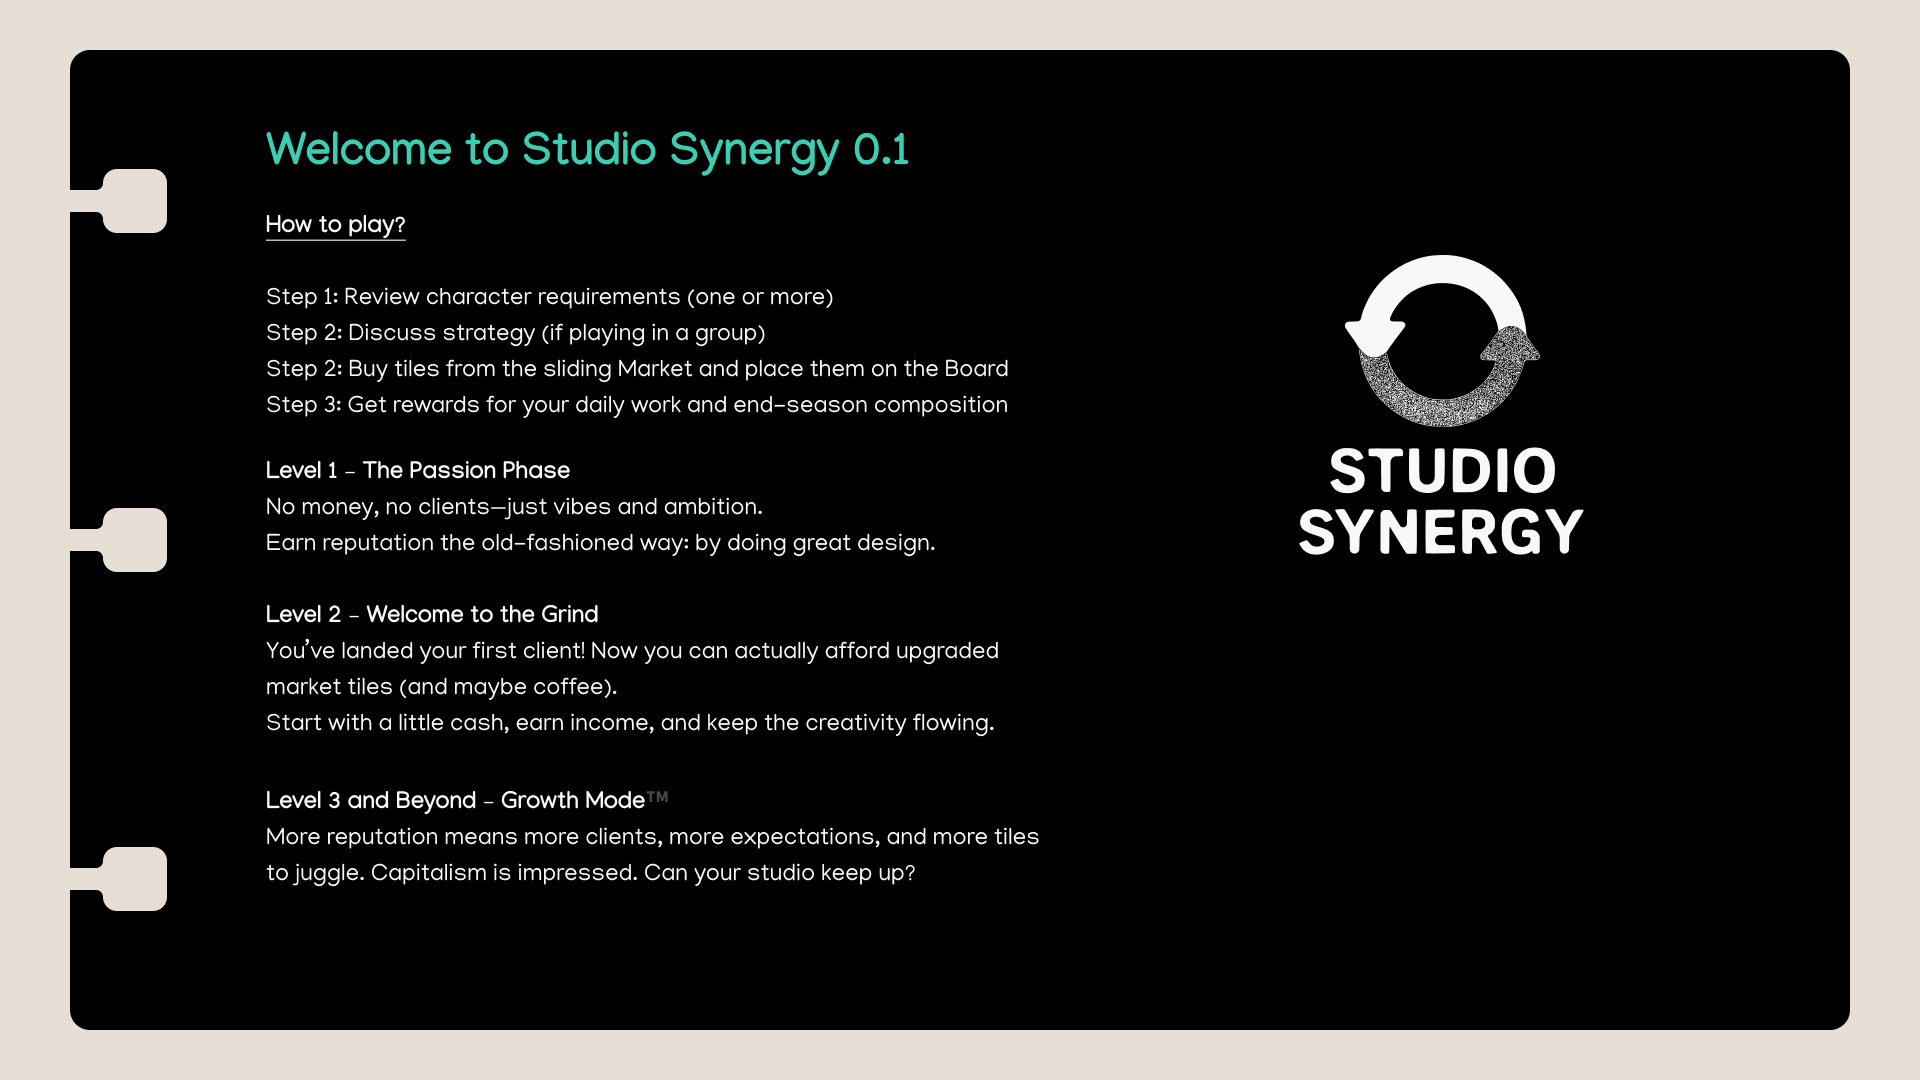 Welcome to Studio Synergy 0.1
How to play?
Step 1: Review character requirements (one or more)
Step 2: Discuss strategy (if playing in a group)
Step 2: Buy tiles from the sliding Market and place them on the Board
Step 3: Get rewards for your daily work and end-season composition
Level 1 – The Passion Phase
No money, no clients—just vibes and ambition.
Earn reputation the old-fashioned way: by doing great design.
Level 2 – Welcome to the Grind
You’ve landed your first client! Now you can actually afford upgraded
market tiles (and maybe coffee).
Start with a little cash, earn income, and keep the creativity flowing.
Level 3 and Beyond – Growth Mode™
More reputation means more clients, more expectations, and more tiles
to juggle. Capitalism is impressed. Can your studio keep up?
STUDIO
SYNERGY